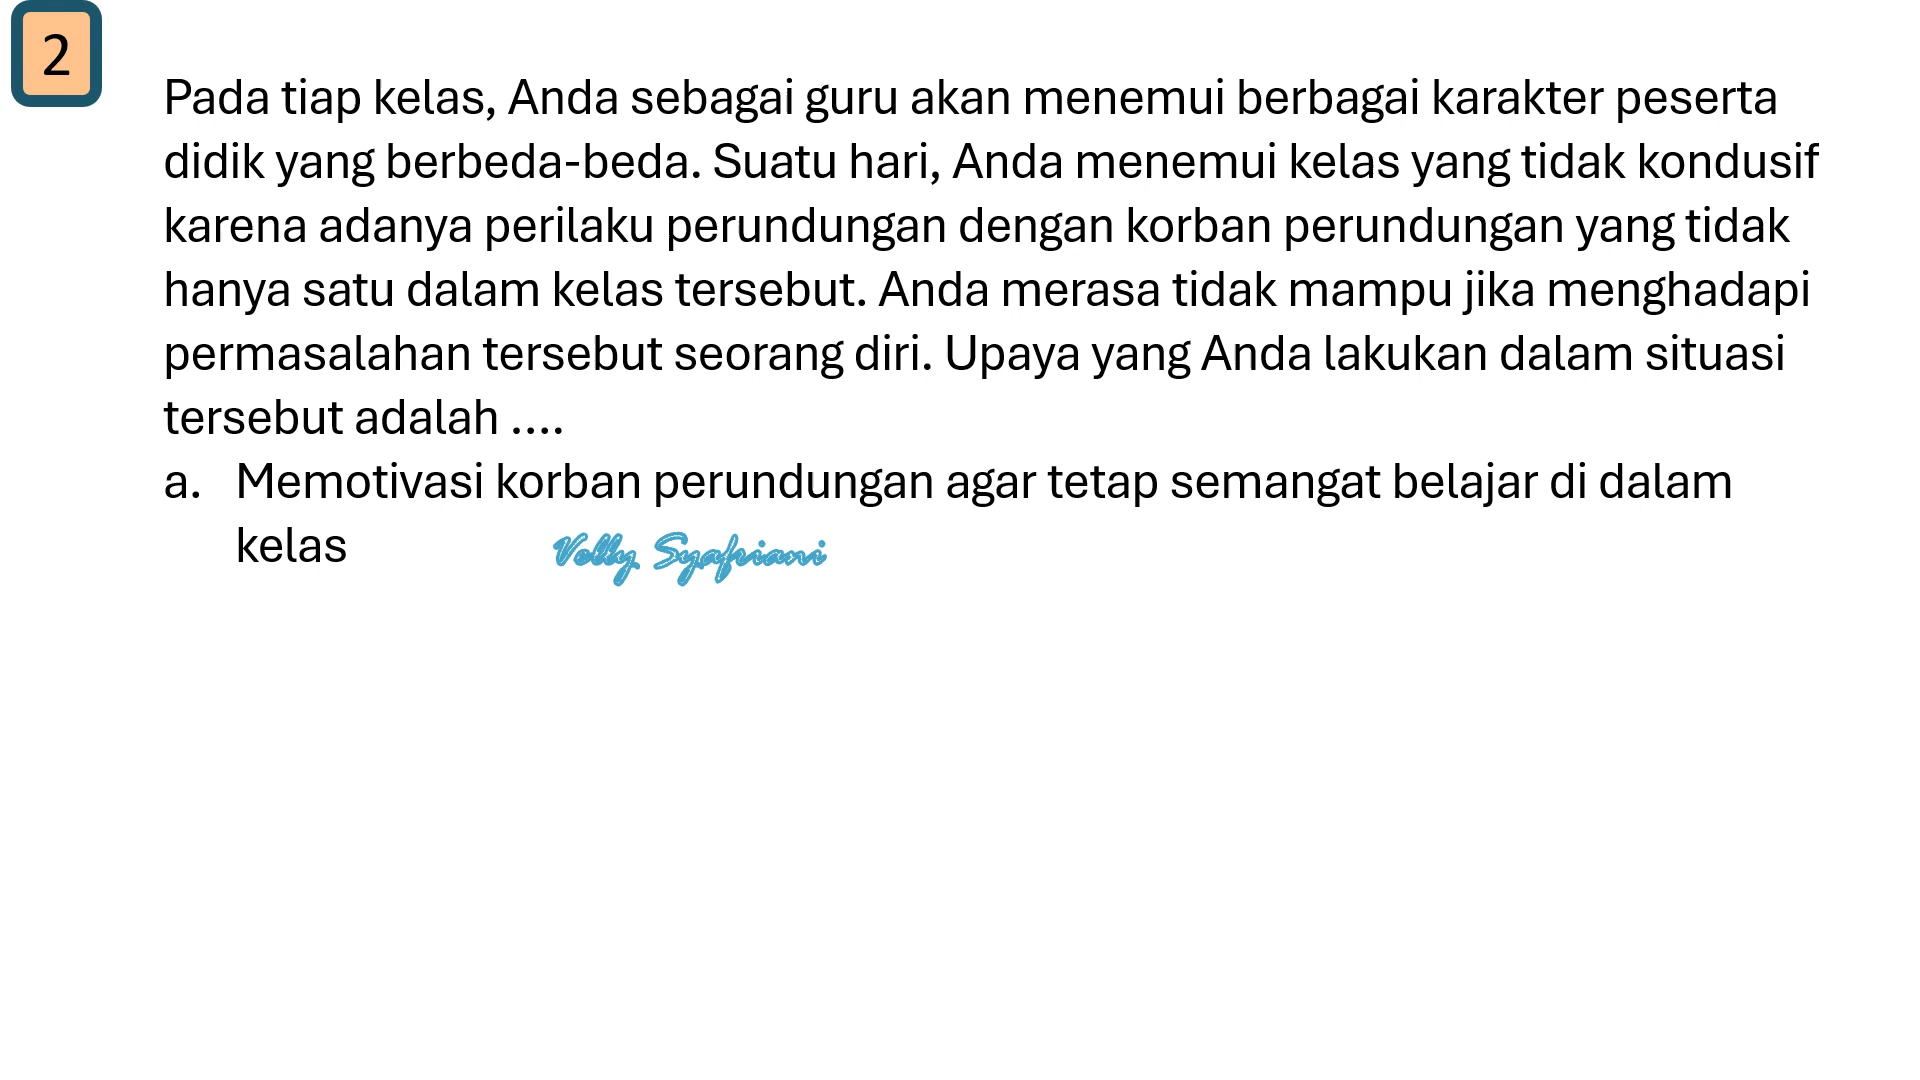 2
Pada tiap kelas, Anda sebagai guru akan menemui berbagai karakter peserta
didik yang berbeda-beda. Suatu hari, Anda menemui kelas yang tidak kondusif
karena adanya perilaku perundungan dengan korban perundungan yang tidak
hanya satu dalam kelas tersebut. Anda merasa tidak mampu jika menghadapi
permasalahan tersebut seorang diri. Upaya yang Anda lakukan dalam situasi
tersebut adalah ....
a. Memotivasi korban perundungan agar tetap semangat belajar di dalam
kelas
Volly Syafriani